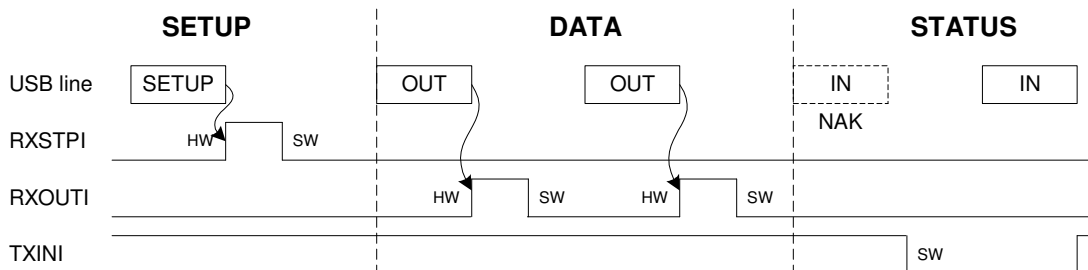 SETUP DATA STATUS
USB line SETUP OUT OUT IN IN
NAK
RXSTPI HW SW
RXOUTI HW SW HW SW
TXINI SW